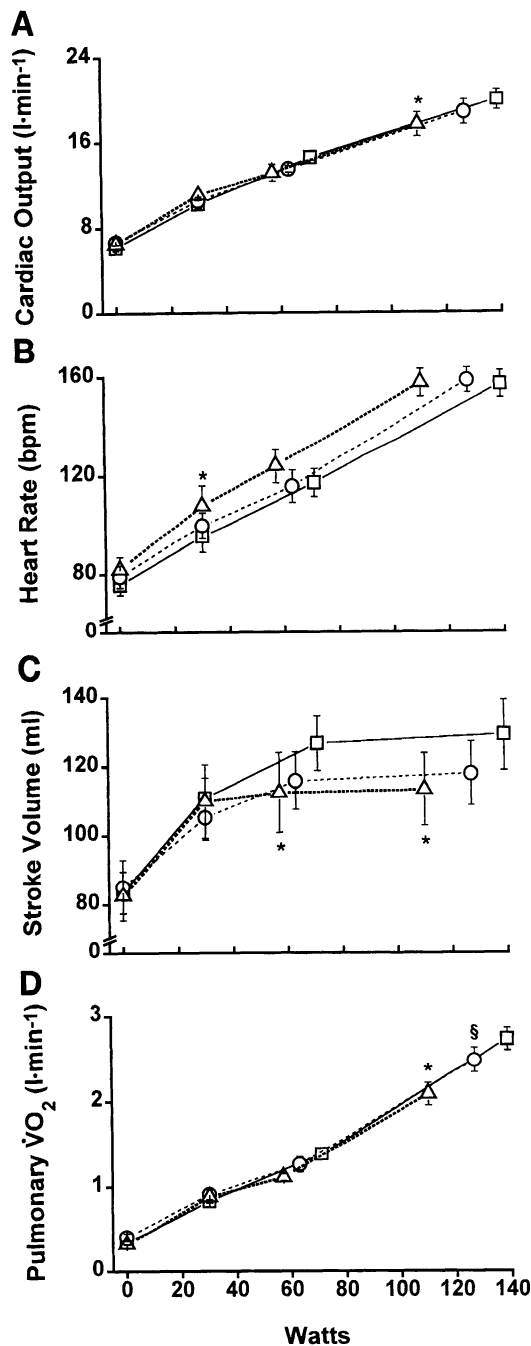 A
Cardiac Output (l·min-1)
24
16
8
0
*
B
Heart Rate (bpm)
160
120
80
0
*
C
Stroke Volume (ml)
140
120
100
80
0
*
*
D
Pulmonary V̇O2 (l·min-1)
3
2
1
0
*
§
0 20 40 60 80 100 120 140
Watts